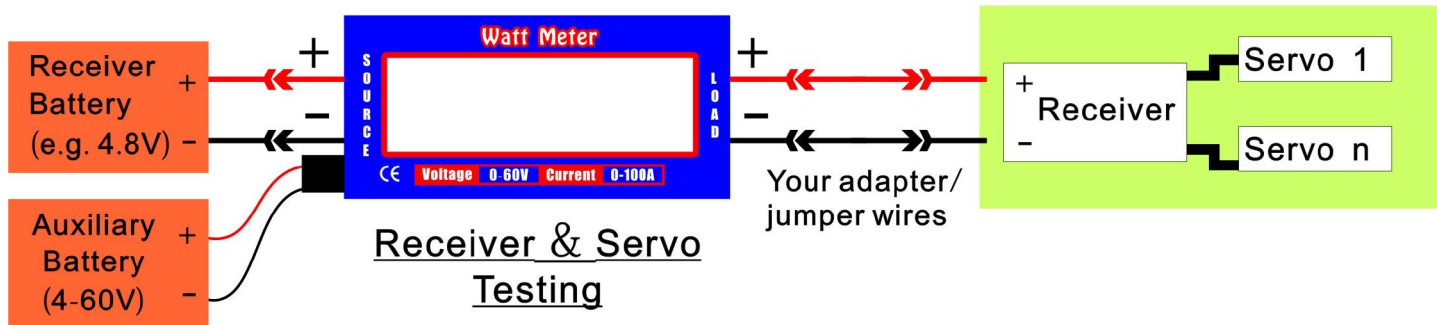 Receiver
Battery
(e.g. 4.8V)
+
−
Auxiliary
Battery
(4-60V)
+
−
+
−
Watt Meter
SOURCE
LOAD
CE Voltage 0-60V Current 0-100A
+
−
Receiver & Servo
Testing
Your adapter/
jumper wires
+
Receiver
−
Servo 1
Servo n